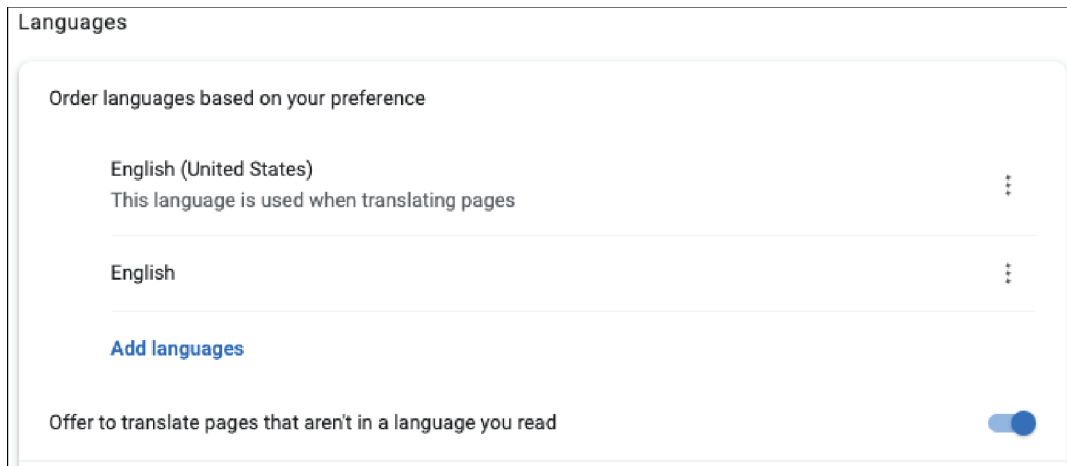 Languages
Order languages based on your preference
English (United States)
This language is used when translating pages
English
Add languages
Offer to translate pages that aren't in a language you read